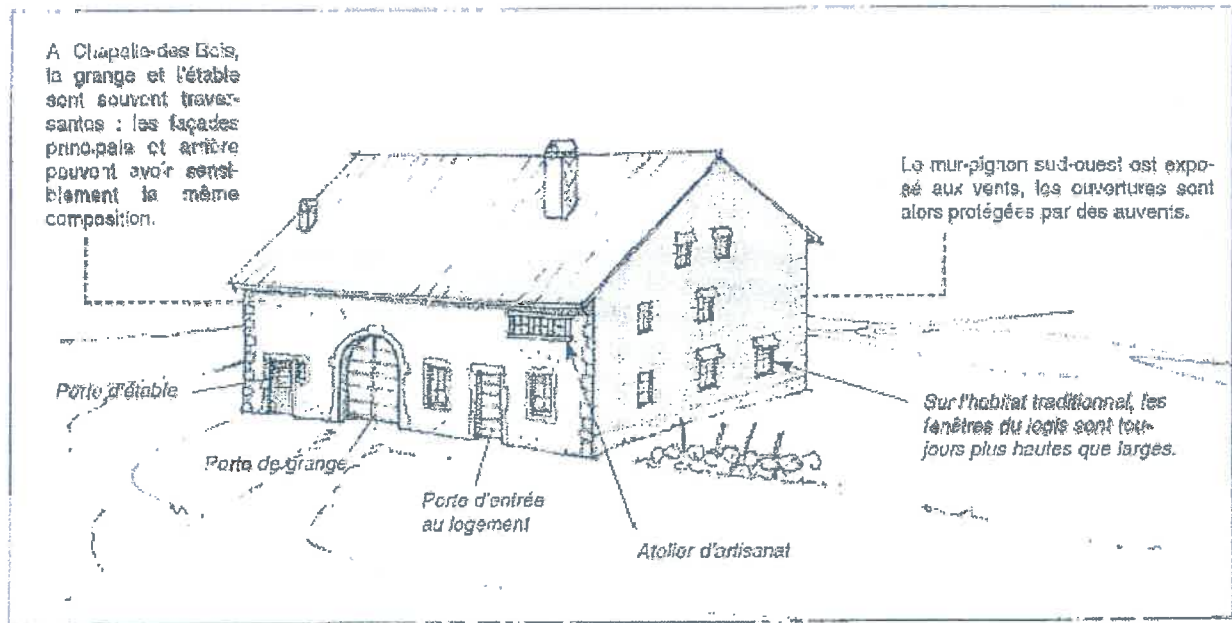 A Chapelle-des Bois,
la grange et l'étable
sont souvent traver-
santes : les façades
principale et arrière
peuvent avoir sensi-
blement la même
composition.
Le mur-pignon sud-ouest est expo-
sé aux vents, les ouvertures sont
alors protégées par des auvents.
Porte d'étable
Porte de grange
Porte d'entrée
au logement
Atelier d'artisanat
Sur l'habitat traditionnel, les
fenêtres du logis sont tou-
jours plus hautes que larges.